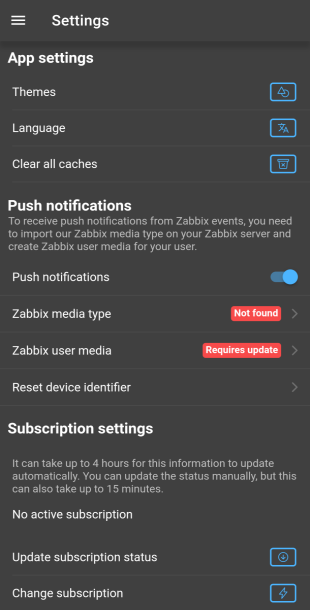 Settings
App settings
Themes
Language
Clear all caches
Push notifications
To receive push notifications from Zabbix events, you need
to import our Zabbix media type on your Zabbix server and
create Zabbix user media for your user.
Push notifications
Zabbix media type Not found
Zabbix user media Requires update
Reset device identifier
Subscription settings
It can take up to 4 hours for this information to update
automatically. You can update the status manually, but this
can also take up to 15 minutes.
No active subscription
Update subscription status
Change subscription